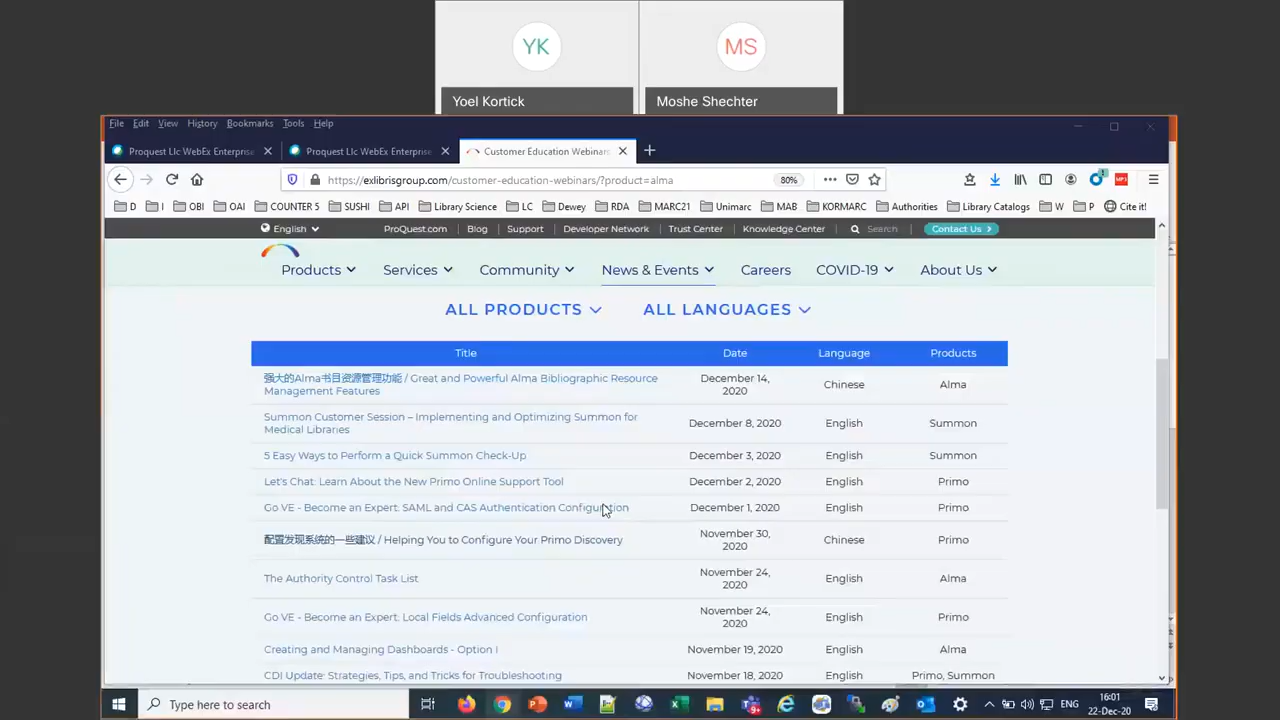 YK
MS
Yoel Kortick
Moshe Shechter
File Edit View History Bookmarks Tools Help
Proquest Llc WebEx Enterprise
Proquest Llc WebEx Enterprise
Customer Education Webinars
https://exlibrisgroup.com/customer-education-webinars/?product=alma
80%
D I OBI OAI COUNTER 5 SUSHI API Library Science LC Dewey RDA MARC21 Unimarc MAB KORMARC Authorities Library Catalogs W P Cite it!
English ProQuest.com Blog Support Developer Network Trust Center Knowledge Center Search Contact Us
Products Services Community News & Events Careers COVID-19 About Us
ALL PRODUCTS ALL LANGUAGES
Title Date Language Products
强大的Alma书目资源管理功能 / Great and Powerful Alma Bibliographic Resource
Management Features
December 14,
2020
Chinese
Alma
Summon Customer Session – Implementing and Optimizing Summon for
Medical Libraries
December 8, 2020
English
Summon
5 Easy Ways to Perform a Quick Summon Check-Up December 3, 2020 English Summon
Let's Chat: Learn About the New Primo Online Support Tool December 2, 2020 English Primo
Go VE - Become an Expert: SAML and CAS Authentication Configuration December 1, 2020 English Primo
配置发现系统的一些建议 / Helping You to Configure Your Primo Discovery
November 30,
2020
Chinese
Primo
The Authority Control Task List
November 24,
2020
English
Alma
Go VE - Become an Expert: Local Fields Advanced Configuration
November 24,
2020
English
Primo
Creating and Managing Dashboards - Option I November 19, 2020 English Alma
CDI Update: Strategies, Tips, and Tricks for Troubleshooting November 18, 2020 English Primo, Summon
Type here to search
ENG
16:01
22-Dec-20